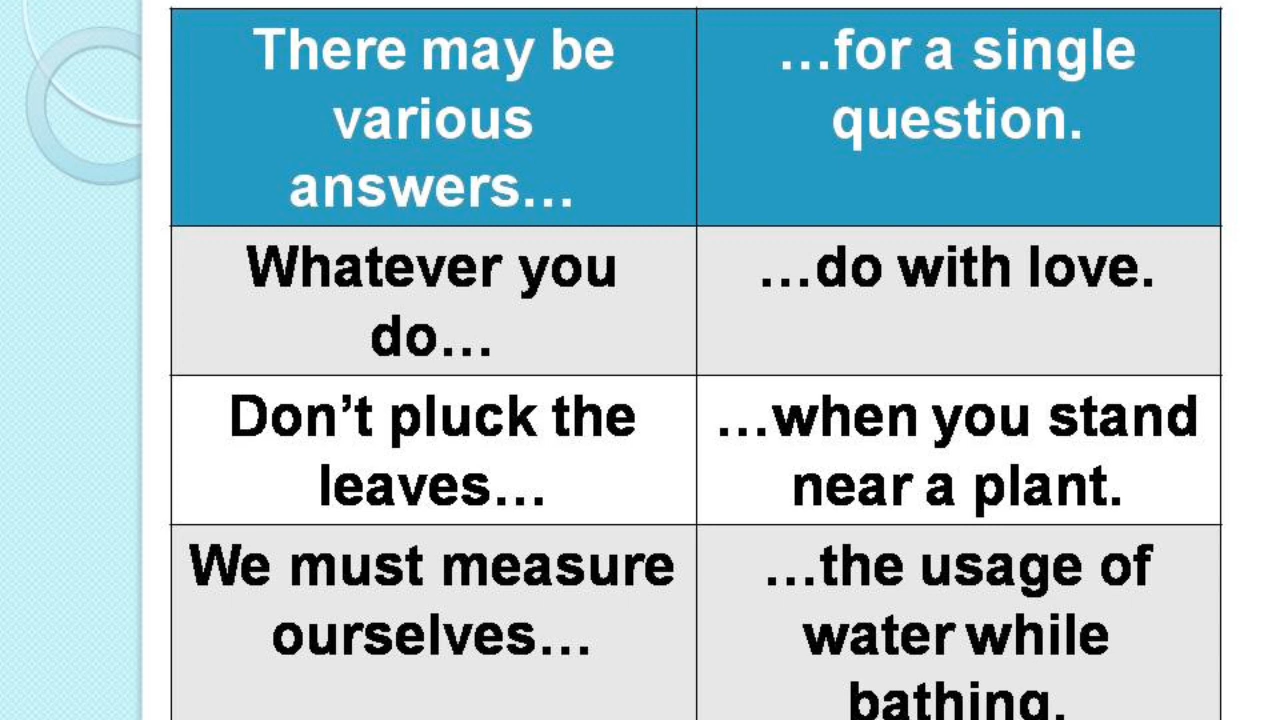 There may be
various
answers…
…for a single
question.
Whatever you
do…
…do with love.
Don’t pluck the
leaves…
…when you stand
near a plant.
We must measure
ourselves…
…the usage of
water while
bathing.